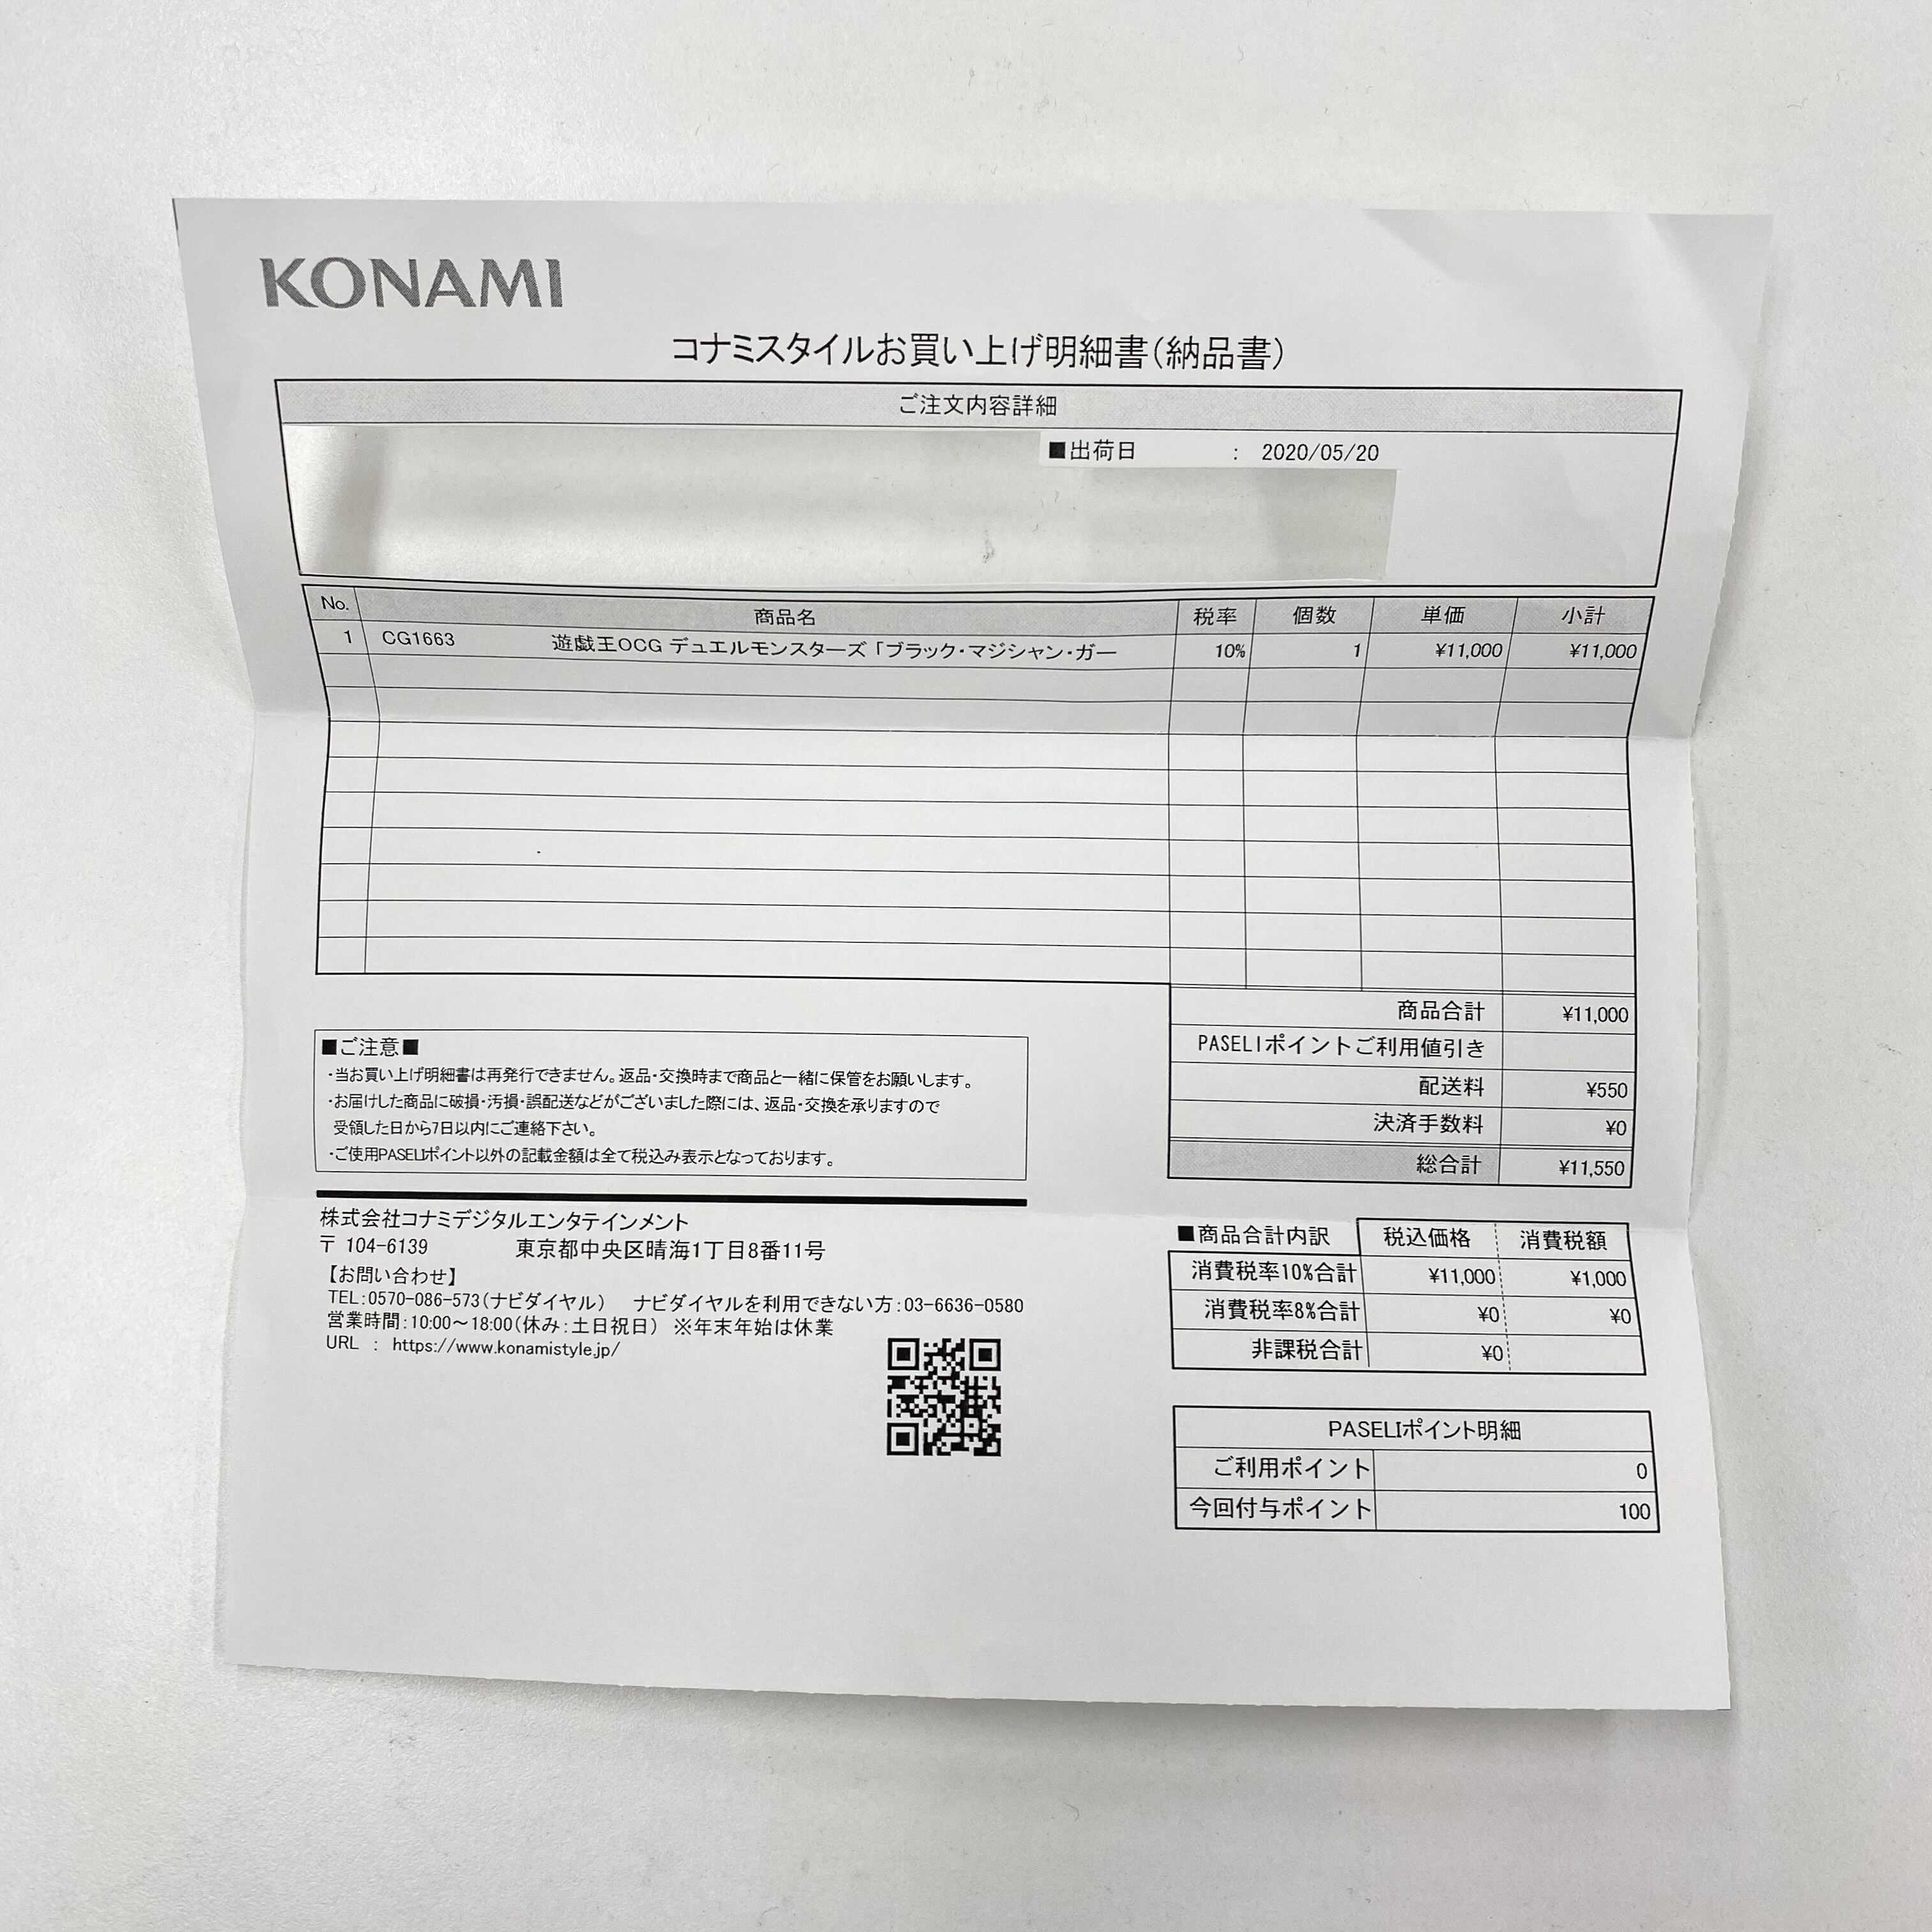 KONAMI
コナミスタイルお買い上げ明細書(納品書)
ご注文内容詳細
■出荷日 : 2020/05/20
No. 商品名 税率 個数 単価 小計
1 CG1663 遊戯王OCG デュエルモンスターズ「ブラック・マジシャン・ガー 10% 1 ¥11,000 ¥11,000
商品合計 ¥11,000
PASELIポイントご利用値引き
配送料 ¥550
決済手数料 ¥0
総合計 ¥11,550
■ご注意■
・当お買い上げ明細書は再発行できません。返品・交換時まで商品と一緒に保管をお願いします。
・お届けした商品に破損・汚損・誤配送などがございました際には、返品・交換を承りますので
受領した日から7日以内にご連絡下さい。
・ご使用PASELIポイント以外の記載金額は全て税込み表示となっております。
株式会社コナミデジタルエンタテインメント
〒 104-6139 東京都中央区晴海1丁目8番11号
【お問い合わせ】
TEL:0570-086-573(ナビダイヤル) ナビダイヤルを利用できない方:03-6636-0580
営業時間:10:00～18:00(休み:土日祝日) ※年末年始は休業
URL : https://www.konamistyle.jp/
■商品合計内訳 税込価格 消費税額
消費税率10%合計 ¥11,000 ¥1,000
消費税率8%合計 ¥0 ¥0
非課税合計 ¥0
PASELIポイント明細
ご利用ポイント 0
今回付与ポイント 100